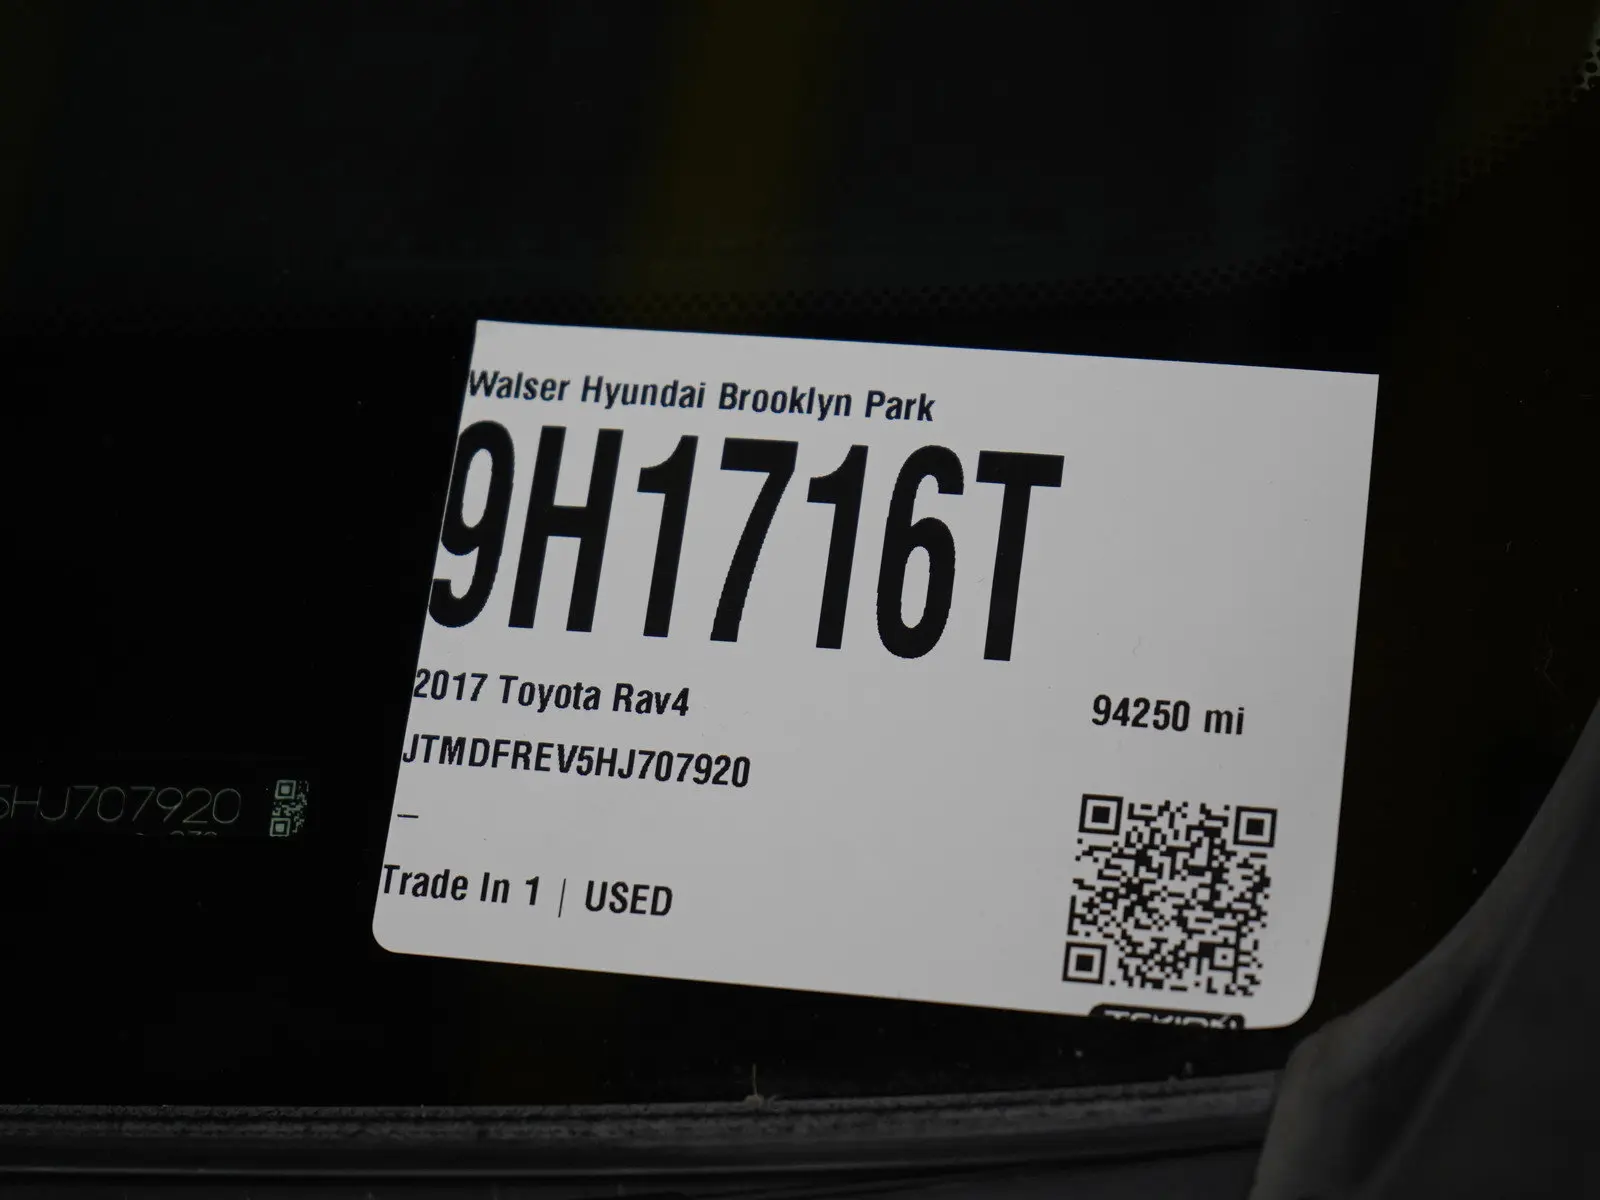 Walser Hyundai Brooklyn Park
9H1716T
2017 Toyota Rav4
94250 mi
JTMDFREV5HJ707920
–
Trade In 1 | USED
5HJ707920